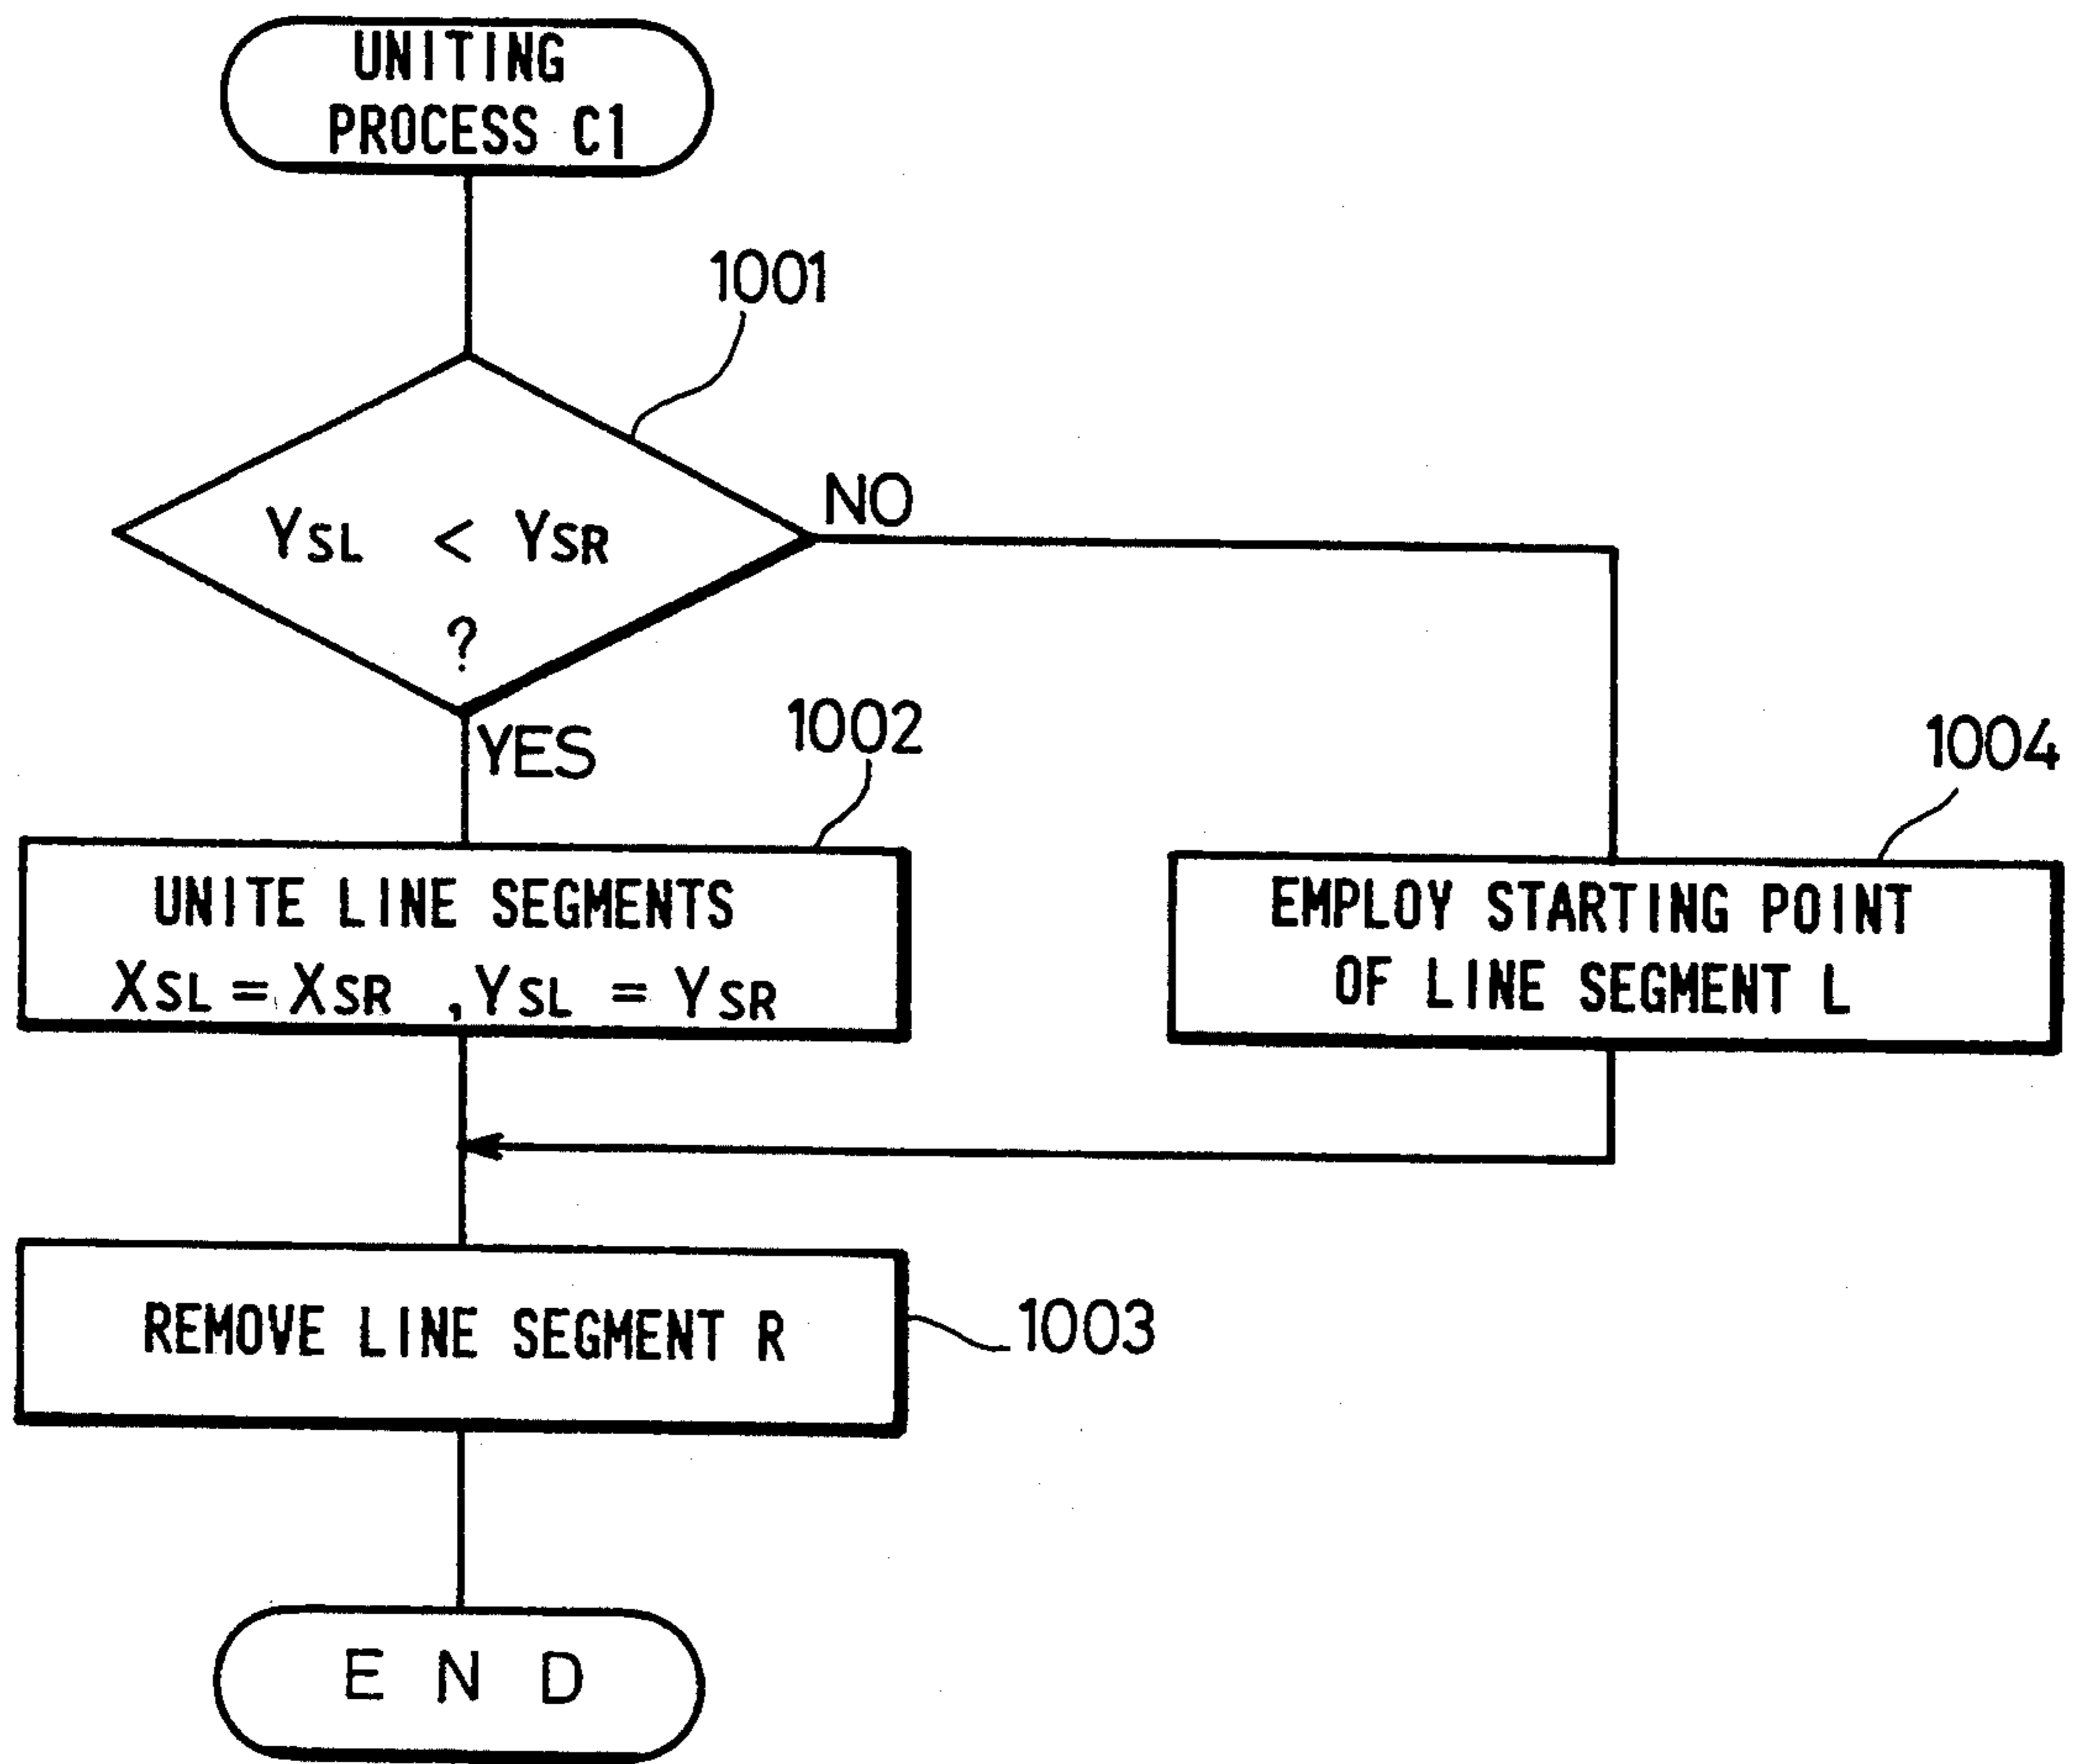 UNITING
PROCESS C1
1001
YSL < YSR
?
NO
YES
1002
UNITE LINE SEGMENTS
XSL = XSR , YSL = YSR
1004
EMPLOY STARTING POINT
OF LINE SEGMENT L
REMOVE LINE SEGMENT R
1003
END